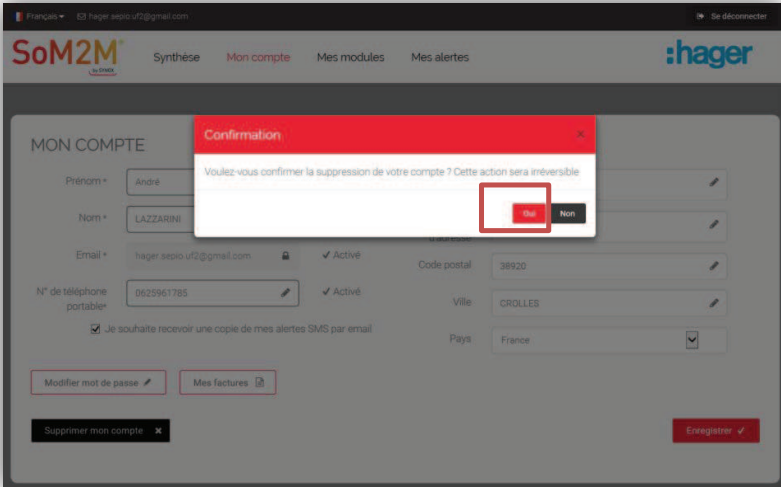 Français hager.sepio.uf2@gmail.com Se déconnecter
SoM2M Synthèse Mon compte Mes modules Mes alertes :hager
MON COMPTE
Confirmation ×
Voulez-vous confirmer la suppression de votre compte ? Cette action sera irréversible
Oui Non
Prénom * André
Nom * LAZZARINI
d'adresse
Email * hager.sepio.uf2@gmail.com ✔ Activé
Code postal 38920
N° de téléphone
portable* 0625961785 ✔ Activé
Ville CROLLES
Je souhaite recevoir une copie de mes alertes SMS par email
Pays France
Modifier mot de passe Mes factures
Supprimer mon compte × Enregistrer ✔